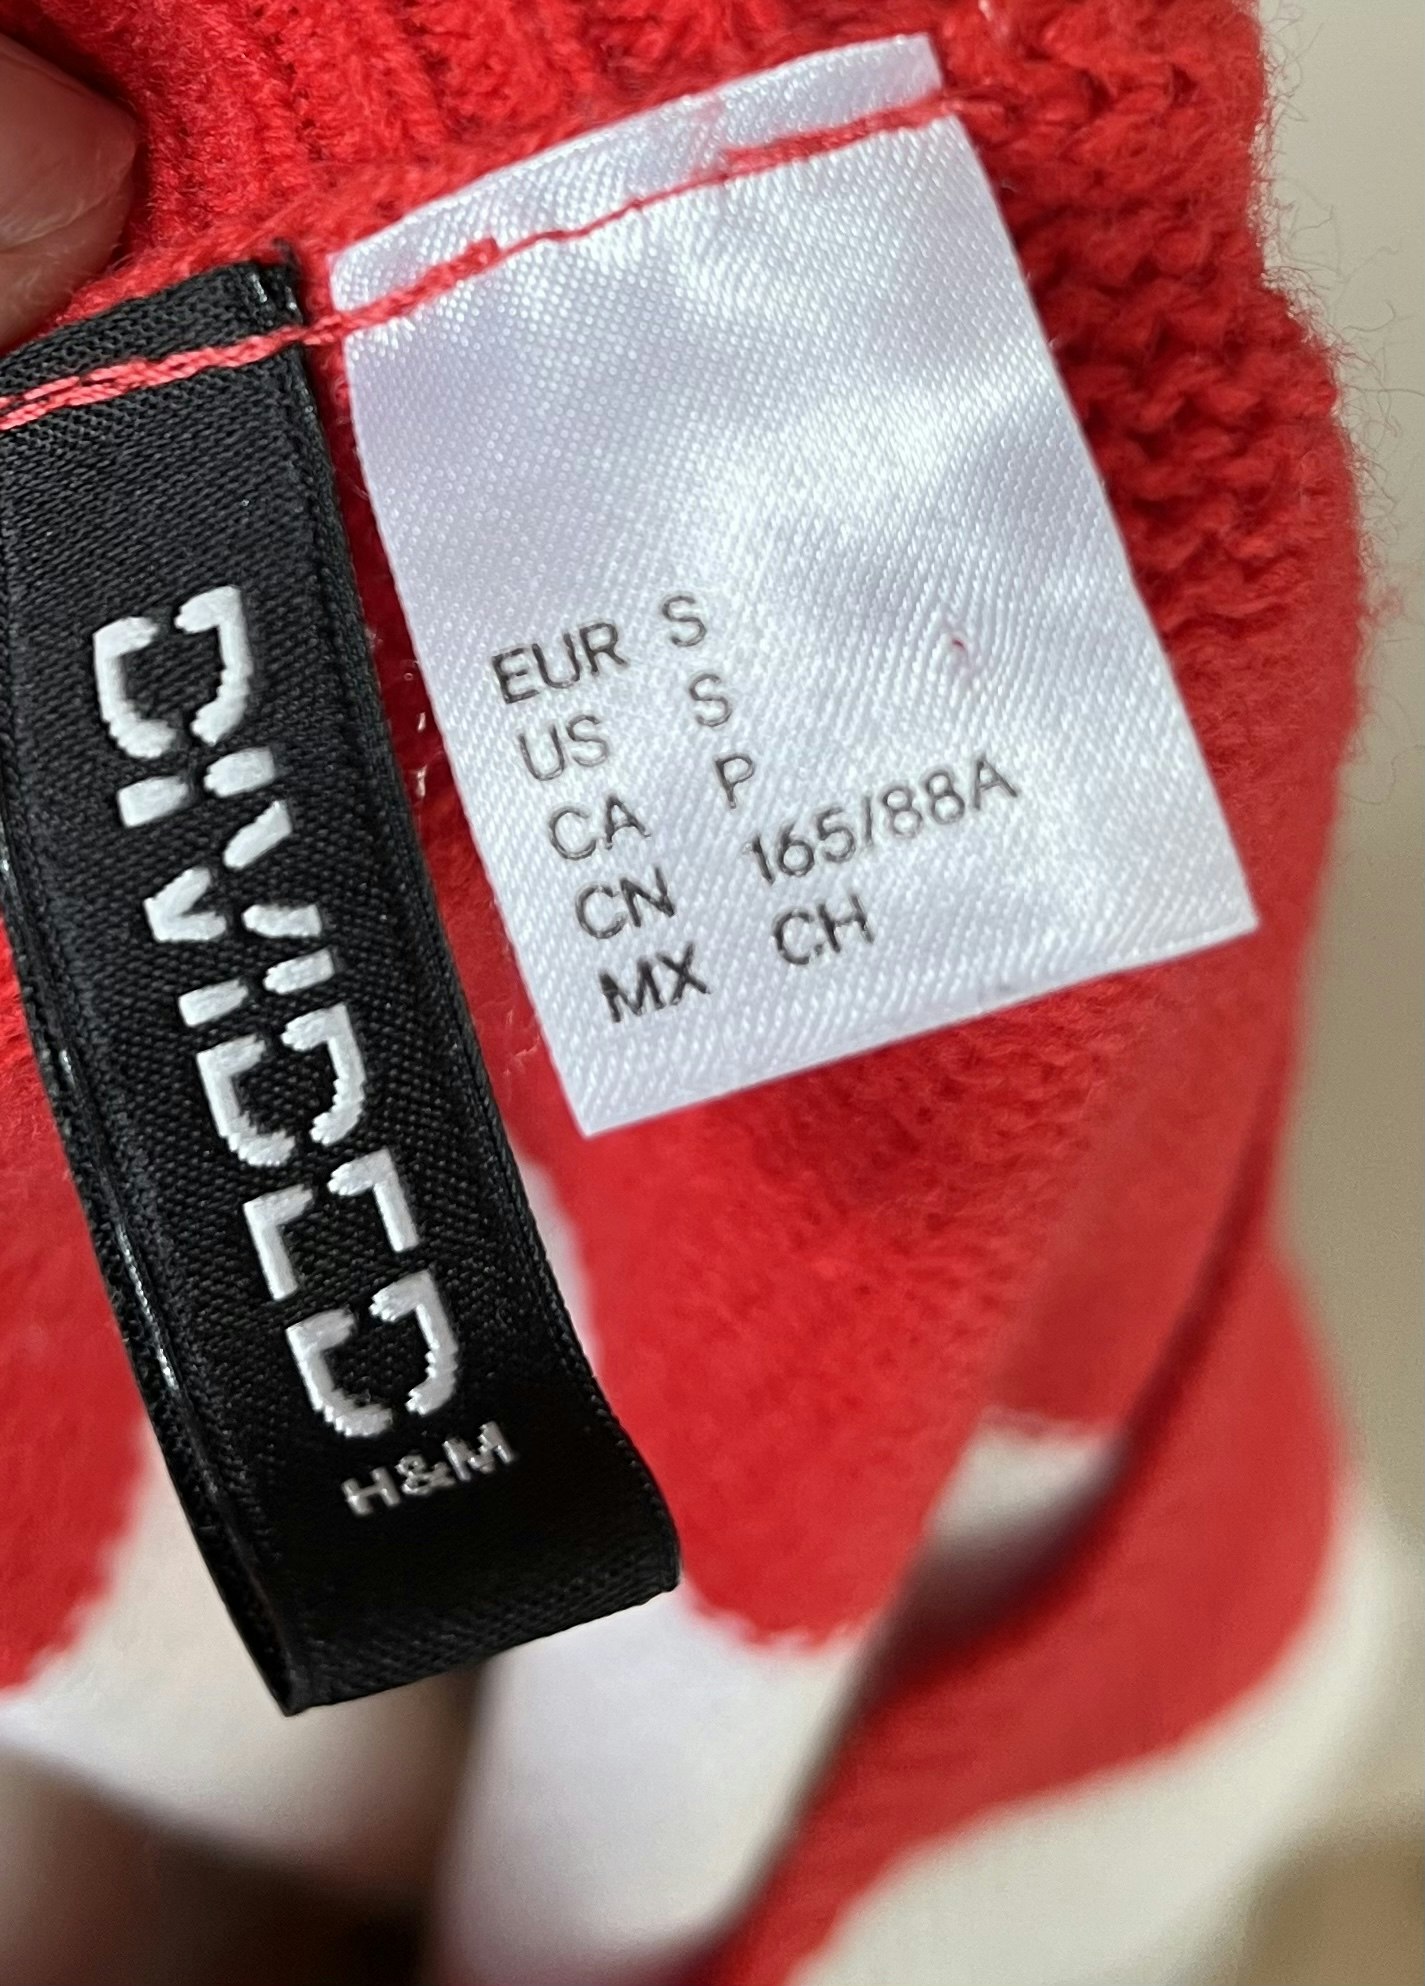 DIVIDED
H&M
EUR S
US S
CA P
CN 165/88A
MX CH